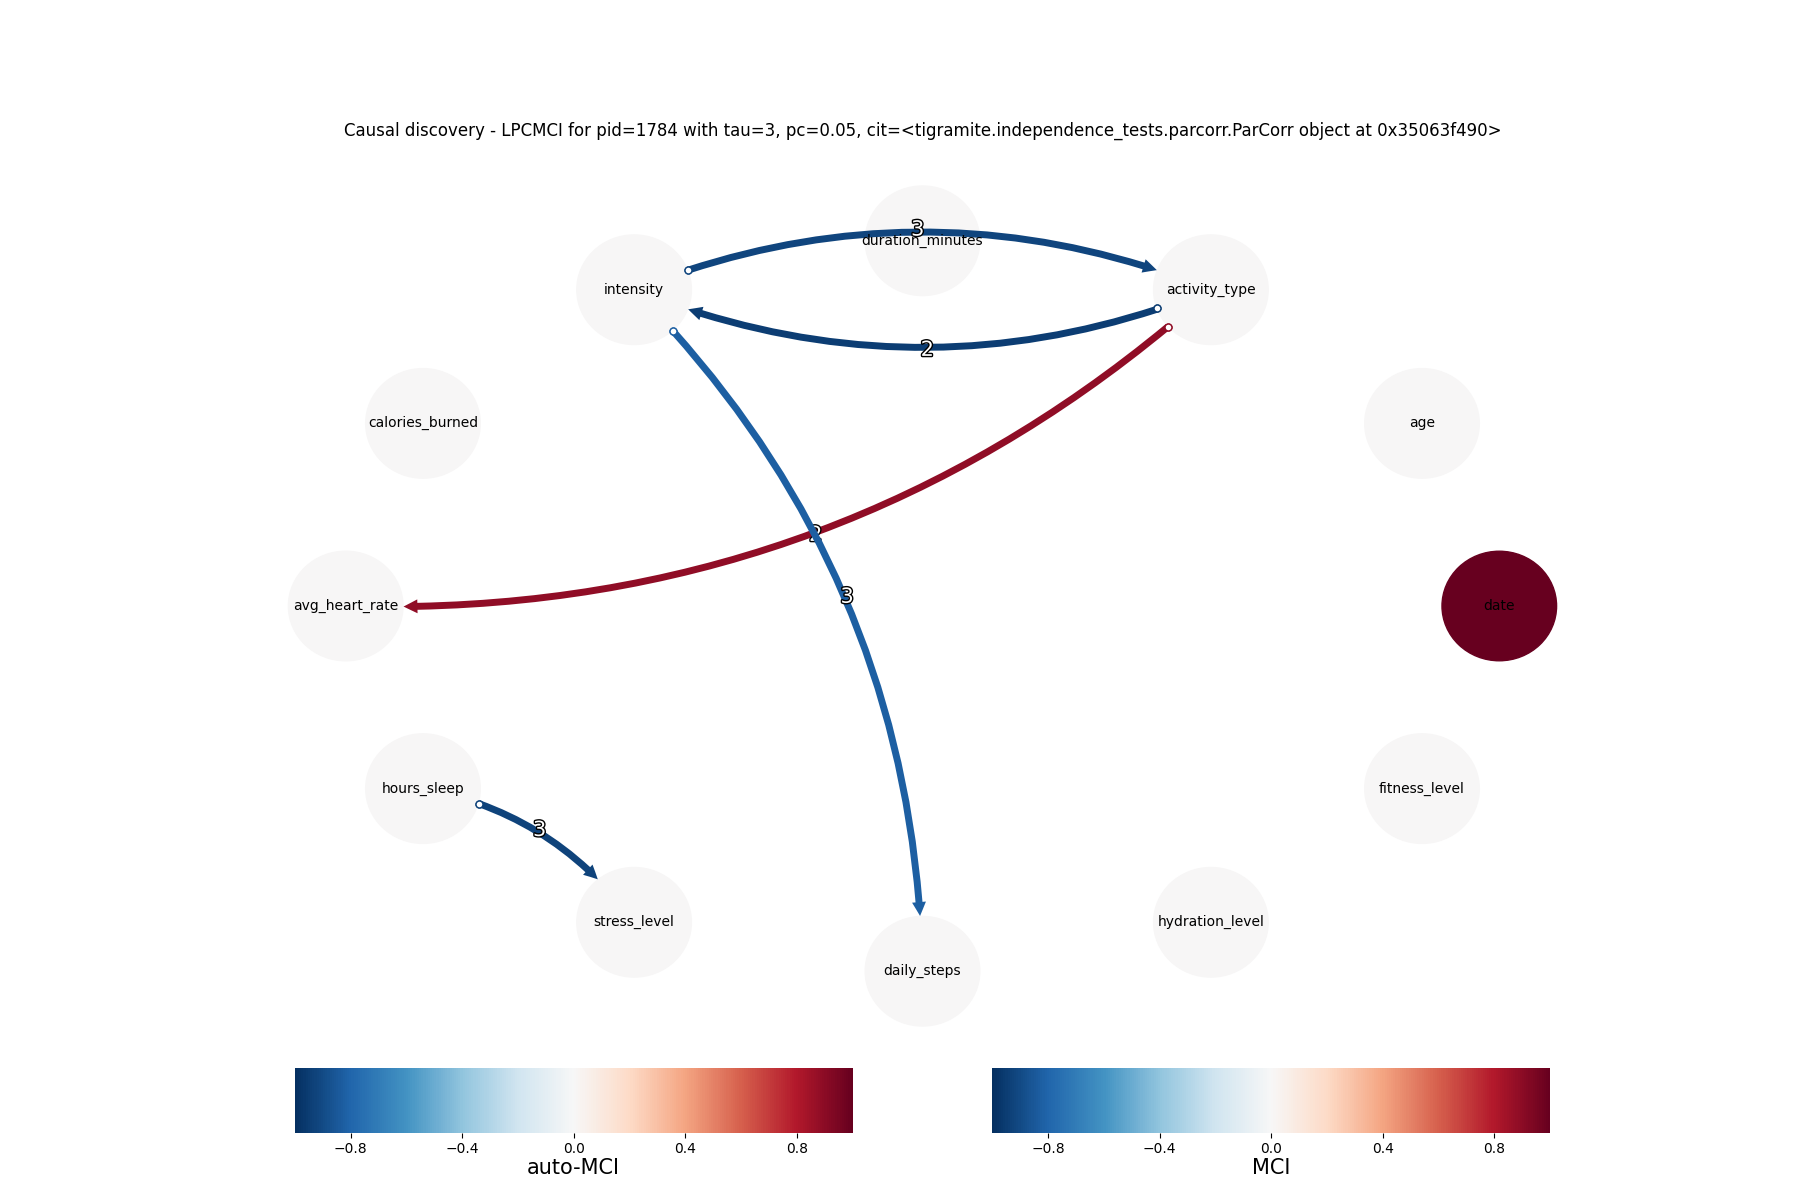 Causal discovery - LPCMCI for pid=1784 with tau=3, pc=0.05, cit=<tigramite.independence_tests.parcorr.ParCorr object at 0x35063f490>
3
duration_minutes
intensity
activity_type
2
calories_burned
age
3
avg_heart_rate
date
hours_sleep
fitness_level
3
stress_level
hydration_level
daily_steps
−0.8
−0.4
0.0
0.4
0.8
auto-MCI
−0.8
−0.4
0.0
0.4
0.8
MCI